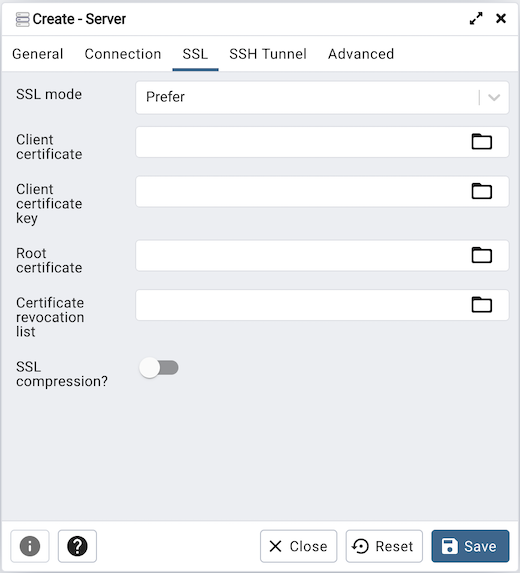 Create - Server
General Connection SSL SSH Tunnel Advanced
SSL mode
Prefer
Client
certificate
Client
certificate
key
Root
certificate
Certificate
revocation
list
SSL
compression?
Close Reset Save